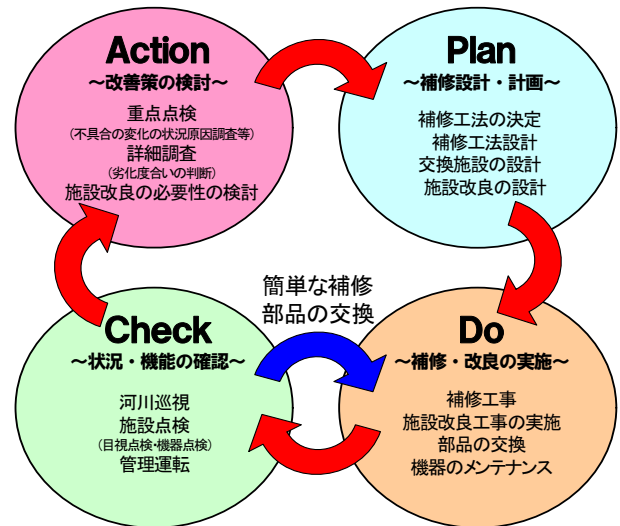 Action
～改善策の検討～
重点点検
(不具合の変化の状況原因調査等)
詳細調査
(劣化度合いの判断)
施設改良の必要性の検討
Plan
～補修設計・計画～
補修工法の決定
補修工法設計
交換施設の設計
施設改良の設計
簡単な補修
部品の交換
Check
～状況・機能の確認～
河川巡視
施設点検
(目視点検・機器点検)
管理運転
Do
～補修・改良の実施～
補修工事
施設改良工事の実施
部品の交換
機器のメンテナンス